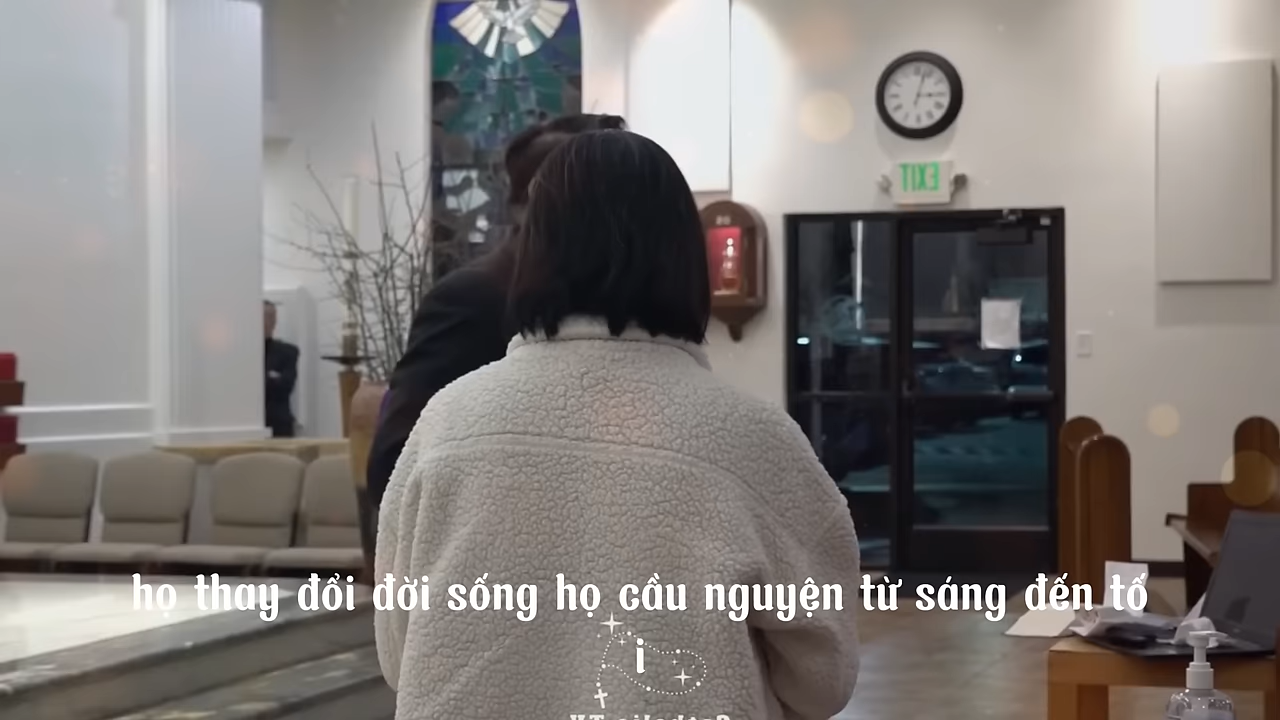 EXIT
họ thay đổi đời sống họ cầu nguyện từ sáng đến tố
i